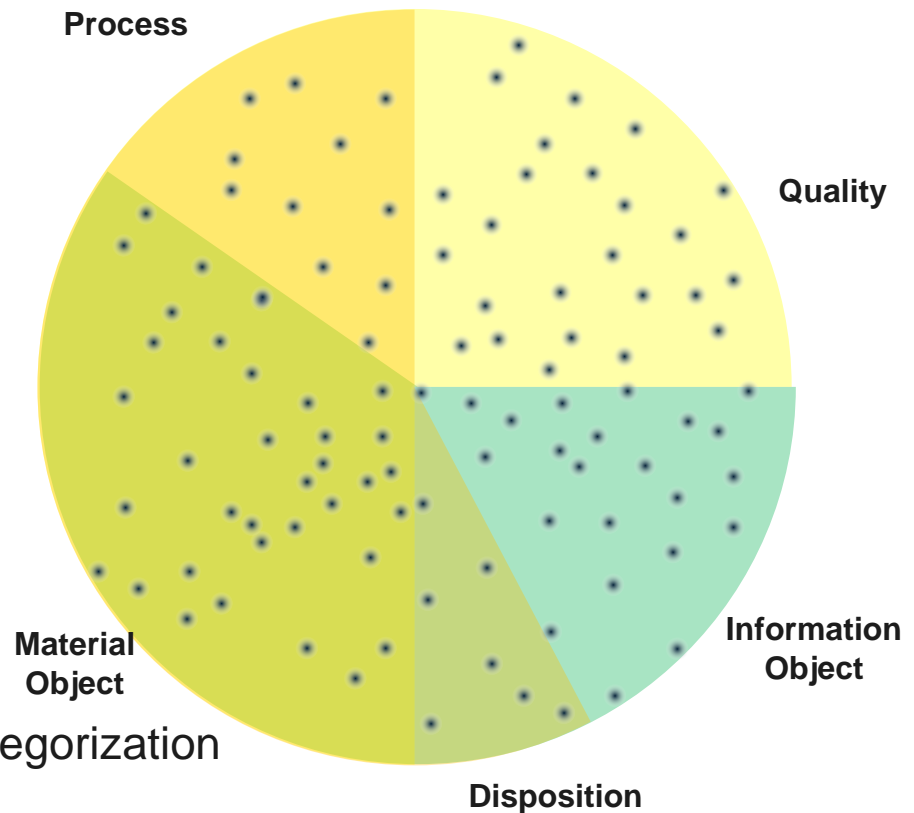 Process
Quality
Material
Object
Information
Object
egorization
Disposition